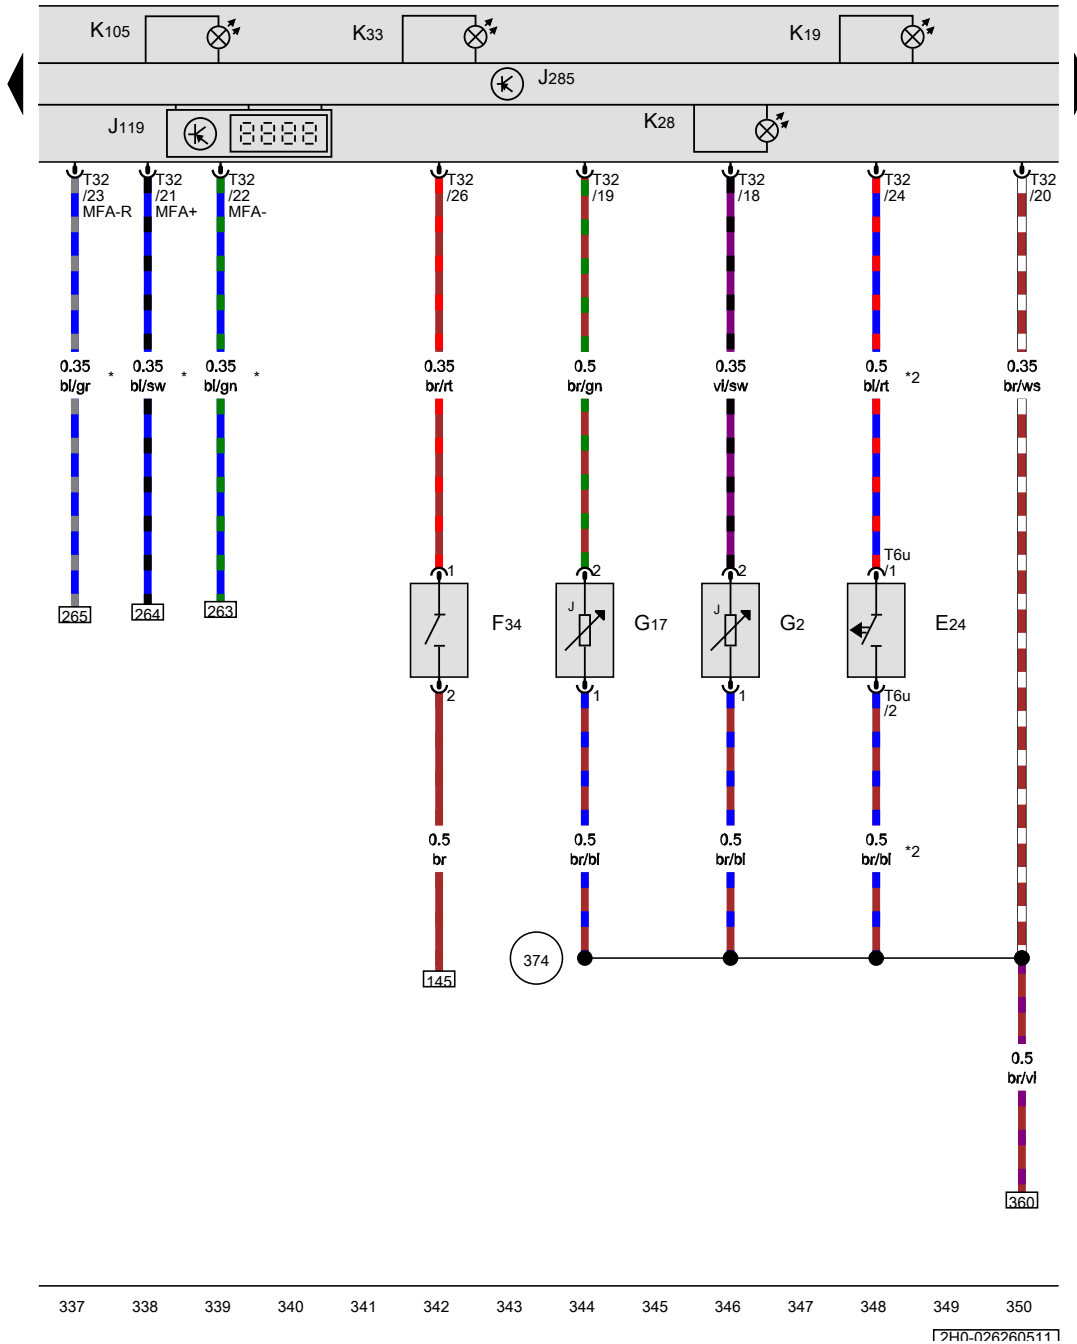 K105
K33
K19
J285
J119
K28
T32
/23
MFA-R
T32
/21
MFA+
T32
/22
MFA-
T32
/26
T32
/19
T32
/18
T32
/24
T32
/20
0.35
bl/gr
*
0.35
bl/sw
*
0.35
bl/gn
*
0.35
br/rt
0.5
br/gn
0.35
vi/sw
0.5
bl/rt
*2
0.35
br/ws
265
264
263
1
2
2
T6u
/1
F34
J
G17
J
G2
E24
2
1
1
T6u
/2
0.5
br
0.5
br/bl
0.5
br/bl
0.5
br/bl
*2
374
145
0.5
br/vi
360
337 338 339 340 341 342 343 344 345 346 347 348 349 350
2H0-026260511